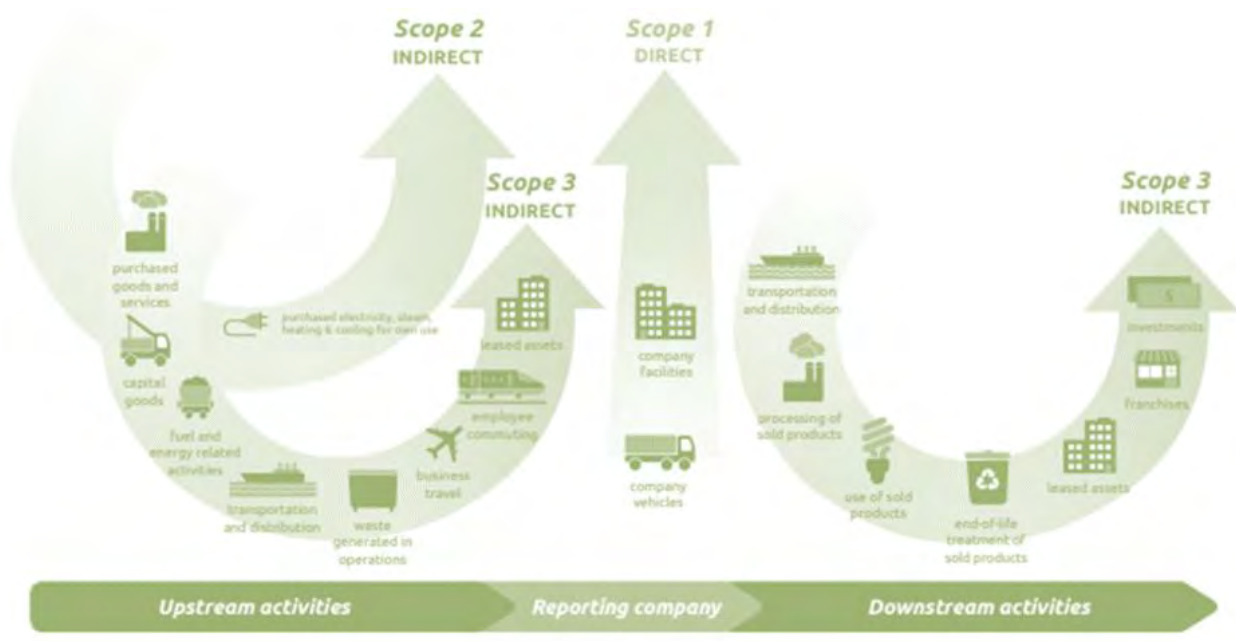 Scope 2
INDIRECT
Scope 1
DIRECT
Scope 3
INDIRECT
Scope 3
INDIRECT
purchased
goods and
services
capital
goods
fuel and
energy related
activities
transportation
and distribution
waste
generated in
operations
business
travel
employee
commuting
leased assets
purchased electricity, steam,
heating & cooling for own use
company
facilities
company
vehicles
transportation
and distribution
processing of
sold products
use of sold
products
end-of-life
treatment of
sold products
leased assets
franchises
investments
$
Upstream activities
Reporting company
Downstream activities